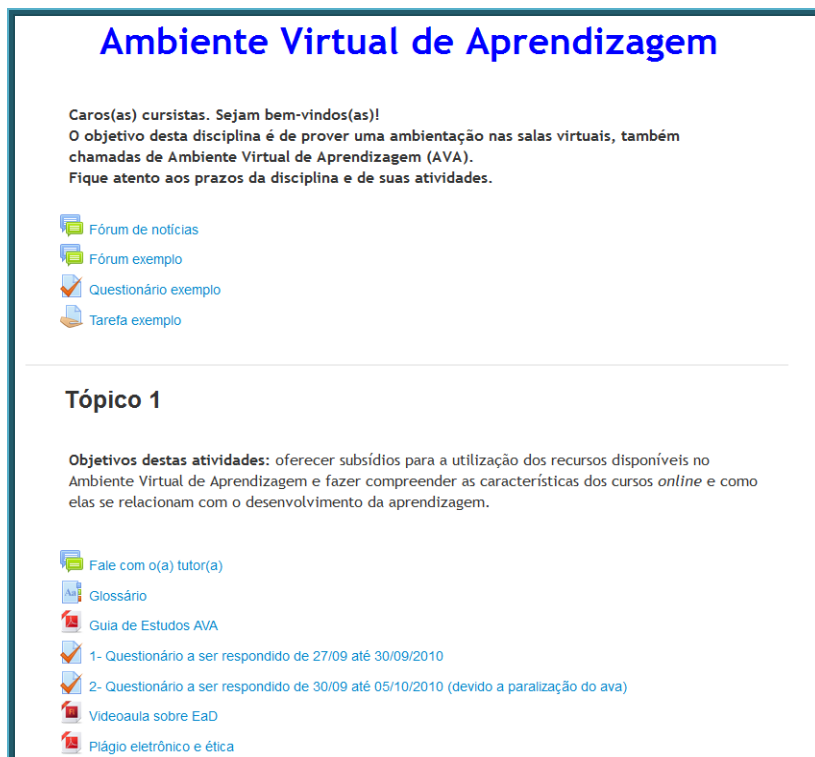 Ambiente Virtual de Aprendizagem
Caros(as) cursistas. Sejam bem-vindos(as)!
O objetivo desta disciplina é de prover uma ambientação nas salas virtuais, também
chamadas de Ambiente Virtual de Aprendizagem (AVA).
Fique atento aos prazos da disciplina e de suas atividades.
Fórum de notícias
Fórum exemplo
Questionário exemplo
Tarefa exemplo
Tópico 1
Objetivos destas atividades: oferecer subsídios para a utilização dos recursos disponíveis no
Ambiente Virtual de Aprendizagem e fazer compreender as características dos cursos online e como
elas se relacionam com o desenvolvimento da aprendizagem.
Fale com o(a) tutor(a)
Glossário
Guia de Estudos AVA
1- Questionário a ser respondido de 27/09 até 30/09/2010
2- Questionário a ser respondido de 30/09 até 05/10/2010 (devido a paralização do ava)
Videoaula sobre EaD
Plágio eletrônico e ética